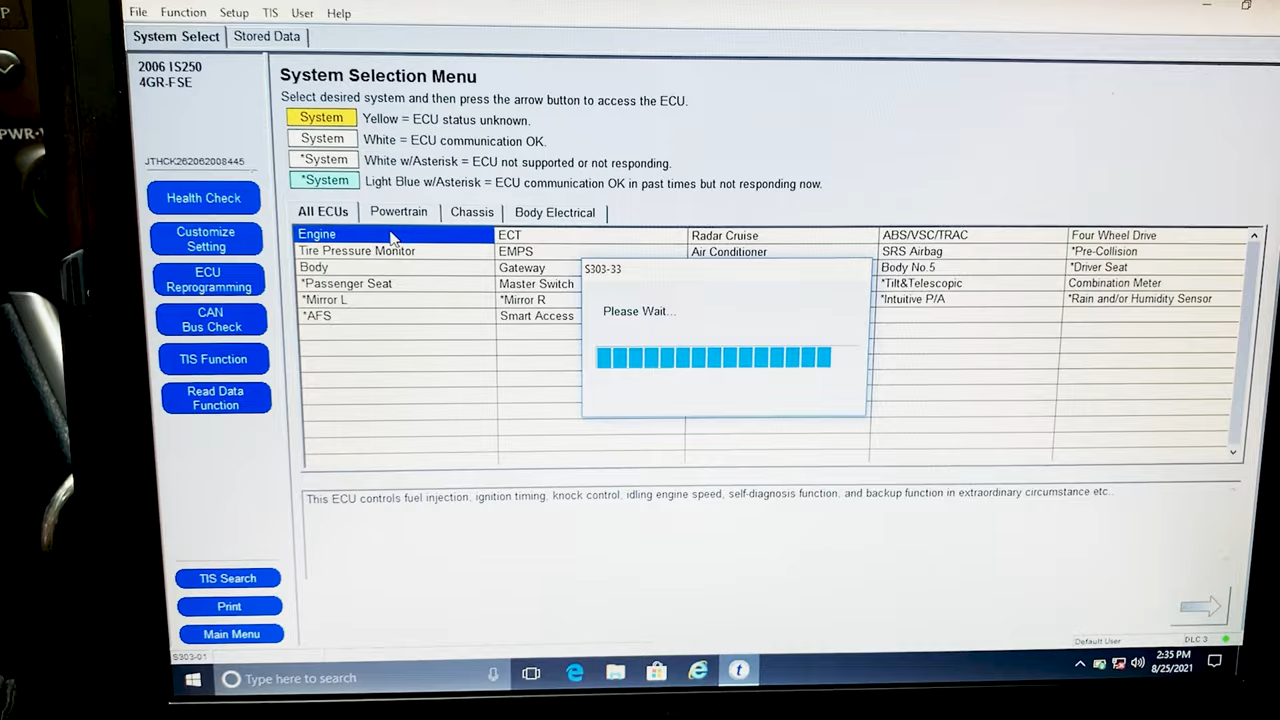 P
PWR
File Function Setup TIS User Help
System Select Stored Data
2006 IS250
4GR-FSE
JTHCK262062008445
Health Check
Customize
Setting
ECU
Reprogramming
CAN
Bus Check
TIS Function
Read Data
Function
TIS Search
Print
Main Menu
S303-01
System Selection Menu
Select desired system and then press the arrow button to access the ECU.
System Yellow = ECU status unknown.
System White = ECU communication OK.
*System White w/Asterisk = ECU not supported or not responding.
*System Light Blue w/Asterisk = ECU communication OK in past times but not responding now.
All ECUs Powertrain Chassis Body Electrical
Engine ECT Radar Cruise ABS/VSC/TRAC Four Wheel Drive
Tire Pressure Monitor EMPS Air Conditioner SRS Airbag *Pre-Collision
Body Gateway Body No.5 *Driver Seat
*Passenger Seat Master Switch *Tilt&Telescopic Combination Meter
*Mirror L *Mirror R *Intuitive P/A *Rain and/or Humidity Sensor
*AFS Smart Access
S303-33
Please Wait...
This ECU controls fuel injection, ignition timing, knock control, idling engine speed, self-diagnosis function, and backup function in extraordinary circumstance etc..
Default User DLC 3
Type here to search
2:35 PM
8/25/2021